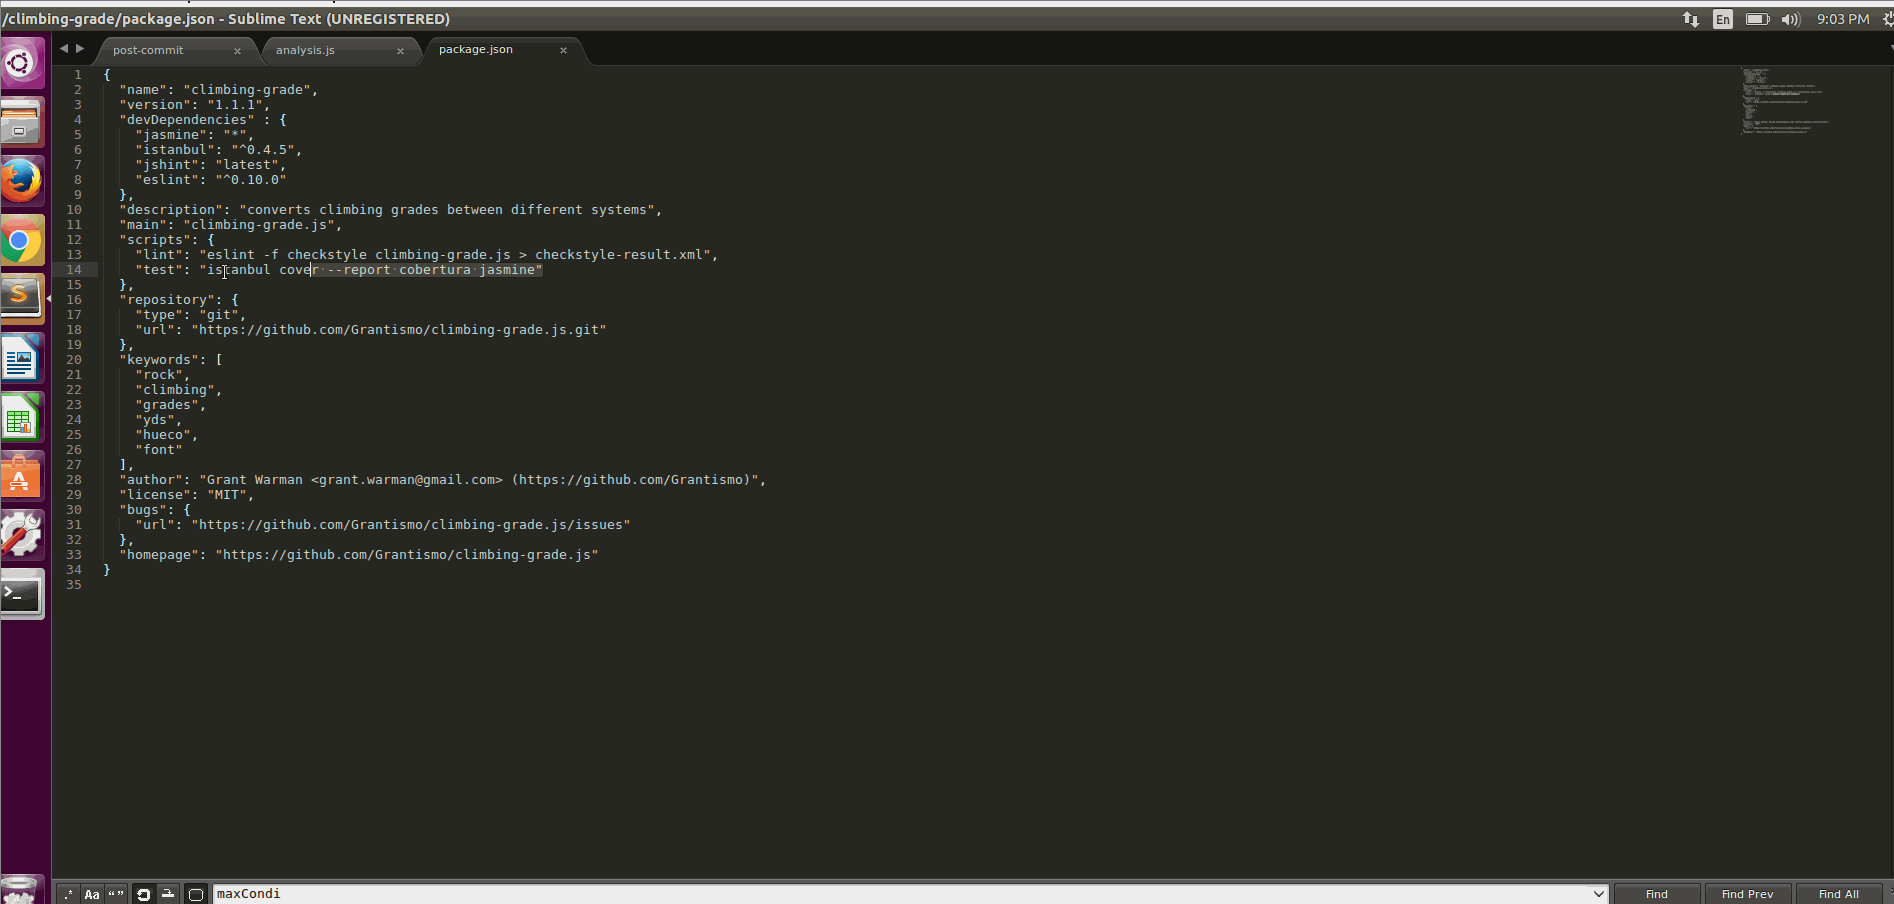 /climbing-grade/package.json - Sublime Text (UNREGISTERED)
En
9:03 PM
post-commit × analysis.js × package.json ×
1 {
2 "name": "climbing-grade",
3 "version": "1.1.1",
4 "devDependencies" : {
5 "jasmine": "*",
6 "istanbul": "^0.4.5",
7 "jshint": "latest",
8 "eslint": "^0.10.0"
9 },
10 "description": "converts climbing grades between different systems",
11 "main": "climbing-grade.js",
12 "scripts": {
13 "lint": "eslint -f checkstyle climbing-grade.js > checkstyle-result.xml",
14 "test": "istanbul cover --report cobertura jasmine"
15 },
16 "repository": {
17 "type": "git",
18 "url": "https://github.com/Grantismo/climbing-grade.js.git"
19 },
20 "keywords": [
21 "rock",
22 "climbing",
23 "grades",
24 "yds",
25 "hueco",
26 "font"
27 ],
28 "author": "Grant Warman <grant.warman@gmail.com> (https://github.com/Grantismo)",
29 "license": "MIT",
30 "bugs": {
31 "url": "https://github.com/Grantismo/climbing-grade.js/issues"
32 },
33 "homepage": "https://github.com/Grantismo/climbing-grade.js"
34 }
35
.* Aa “ ” maxCondi Find Find Prev Find All